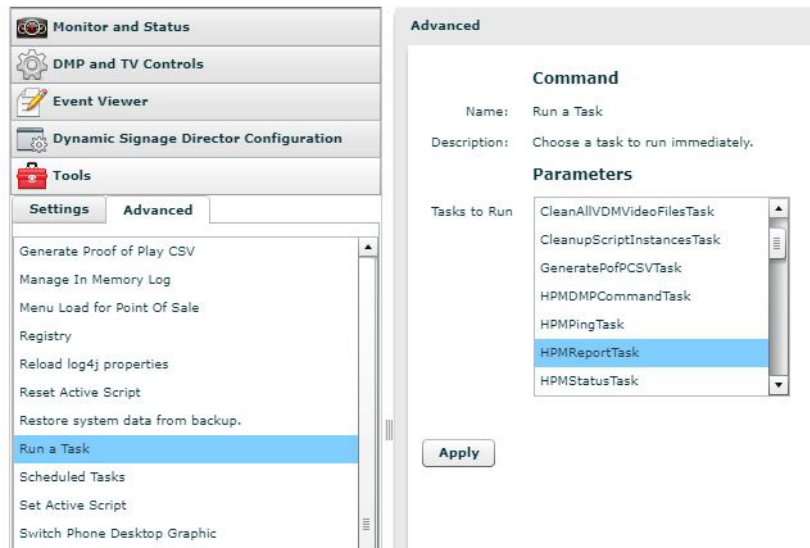 Monitor and Status
DMP and TV Controls
Event Viewer
Dynamic Signage Director Configuration
Tools
Settings
Advanced
Generate Proof of Play CSV
Manage In Memory Log
Menu Load for Point Of Sale
Registry
Reload log4j properties
Reset Active Script
Restore system data from backup.
Run a Task
Scheduled Tasks
Set Active Script
Switch Phone Desktop Graphic
Advanced
Command
Name: Run a Task
Description: Choose a task to run immediately.
Parameters
Tasks to Run
CleanAllVDMVideoFilesTask
CleanupScriptInstancesTask
GeneratePofPCSVTask
HPMDMPCommandTask
HPMPingTask
HPMReportTask
HPMStatusTask
Apply